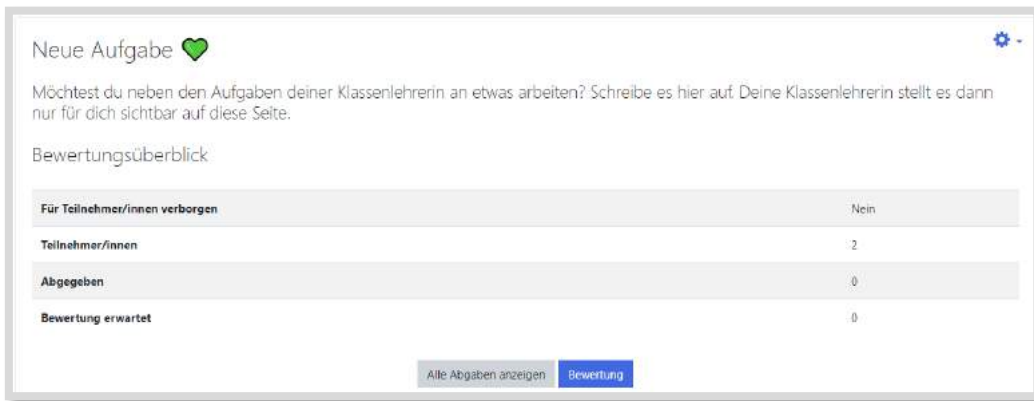 Neue Aufgabe 💚
Möchtest du neben den Aufgaben deiner Klassenlehrerin an etwas arbeiten? Schreibe es hier auf. Deine Klassenlehrerin stellt es dann
nur für dich sichtbar auf diese Seite.
Bewertungsüberblick
Für Teilnehmer/innen verborgen Nein
Teilnehmer/innen 2
Abgegeben 0
Bewertung erwartet 0
Alle Abgaben anzeigen Bewertung